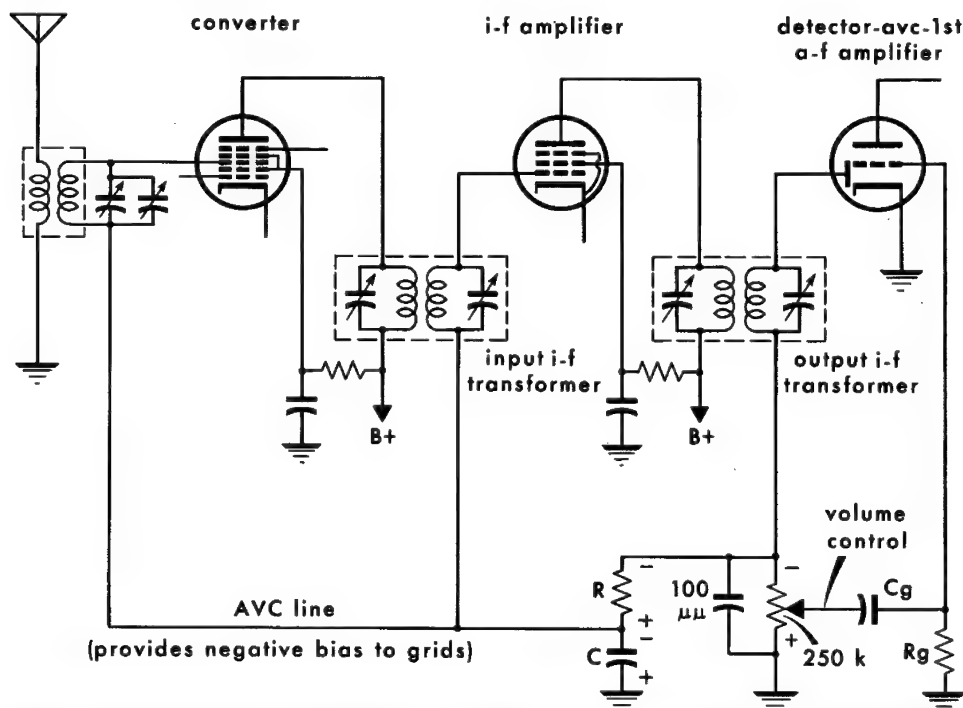 converter
i-f amplifier
detector-avc-1st
a-f amplifier
input i-f
transformer
output i-f
transformer
B+
B+
volume
control
R
100
μμ
Cg
AVC line
(provides negative bias to grids)
C
250 k
Rg